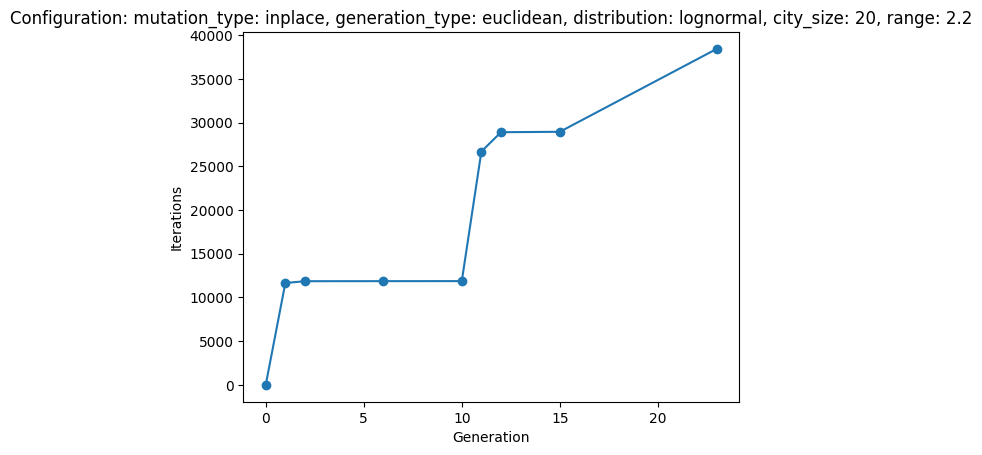 Configuration: mutation_type: inplace, generation_type: euclidean, distribution: lognormal, city_size: 20, range: 2.2
40000
35000
30000
25000
20000
15000
10000
5000
0
Iterations
0 5 10 15 20
Generation